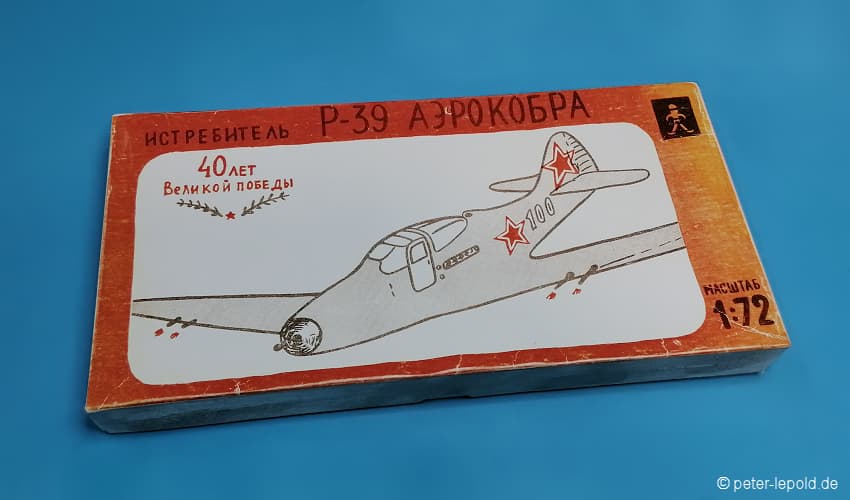 ИСТРЕБИТЕЛЬ Р-39 АЭРОКОБРА
40 ЛЕТ
ВЕЛИКОЙ ПОБЕДЫ
100
МАСШТАБ
1:72
© peter-lepold.de